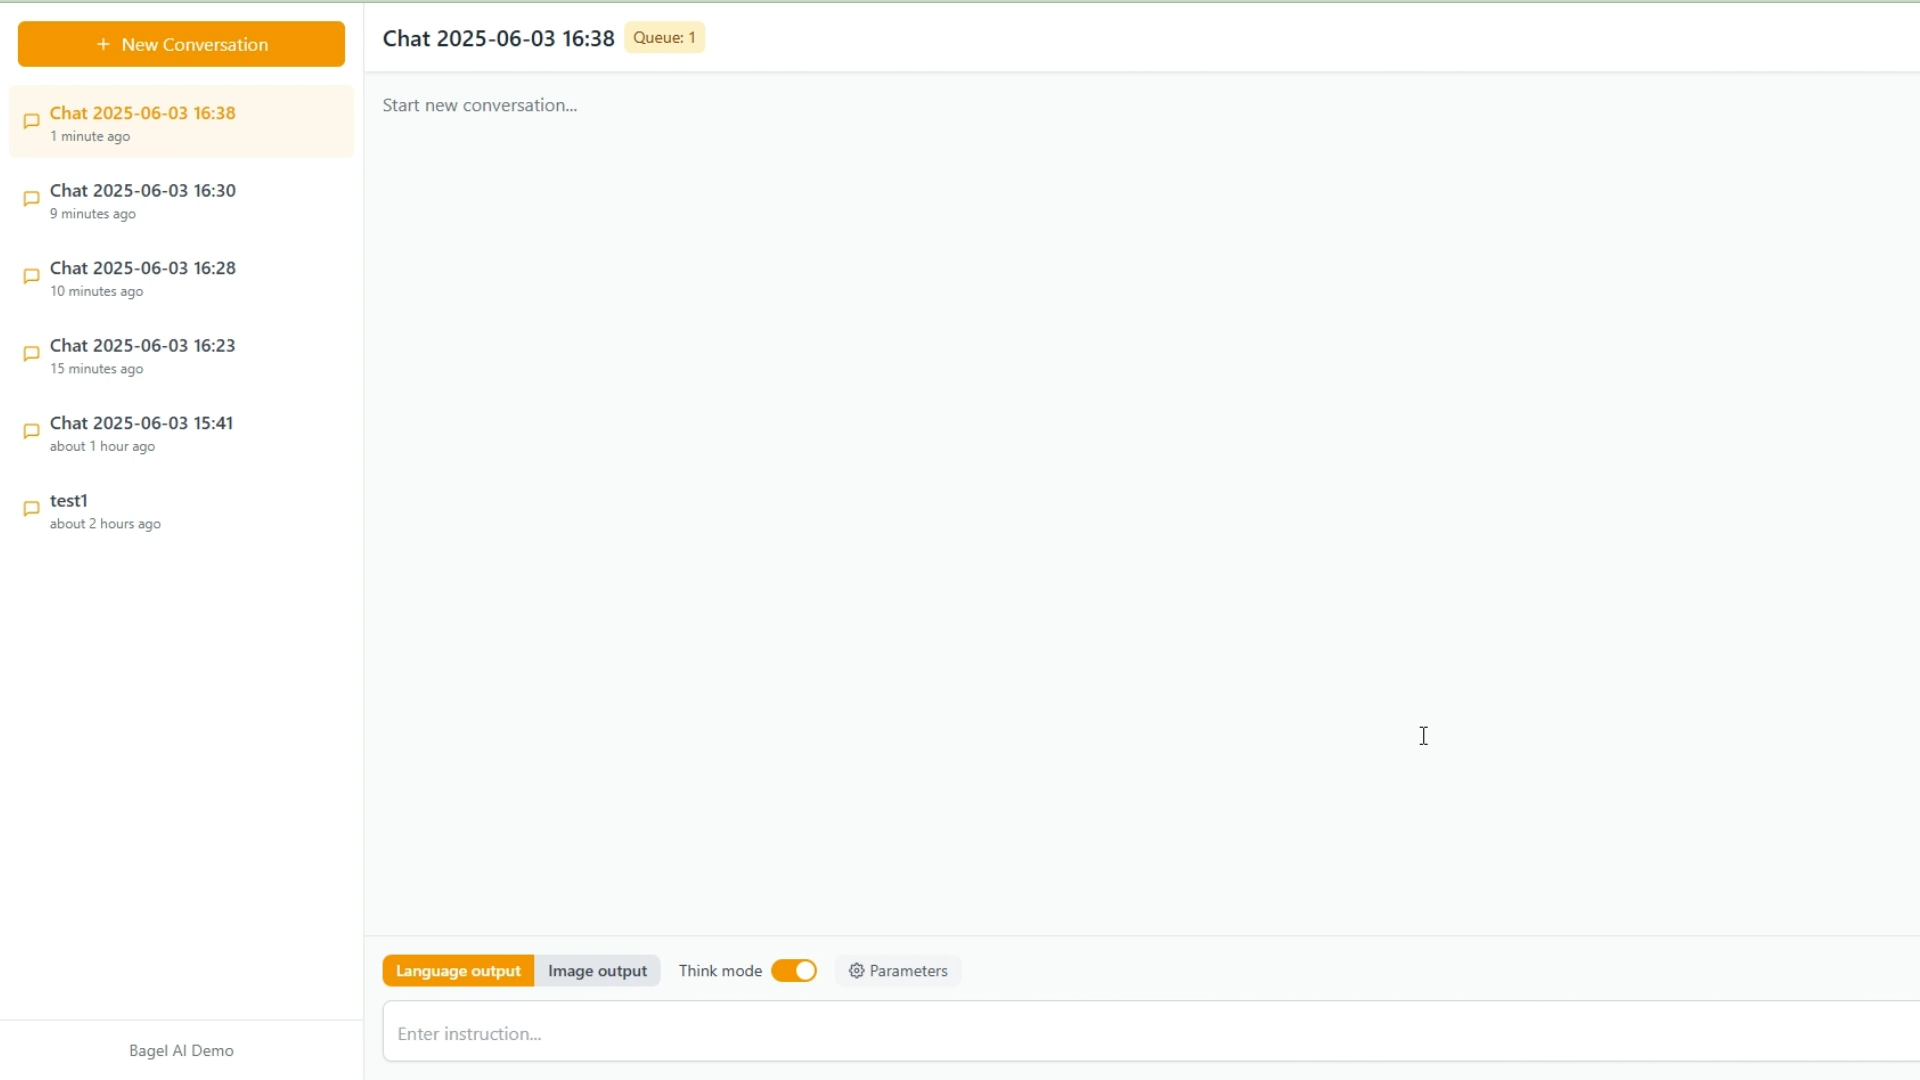 + New Conversation
Chat 2025-06-03 16:38
1 minute ago
Chat 2025-06-03 16:30
9 minutes ago
Chat 2025-06-03 16:28
10 minutes ago
Chat 2025-06-03 16:23
15 minutes ago
Chat 2025-06-03 15:41
about 1 hour ago
test1
about 2 hours ago
Bagel AI Demo
Chat 2025-06-03 16:38 Queue: 1
Start new conversation...
Language output Image output Think mode Parameters
Enter instruction...